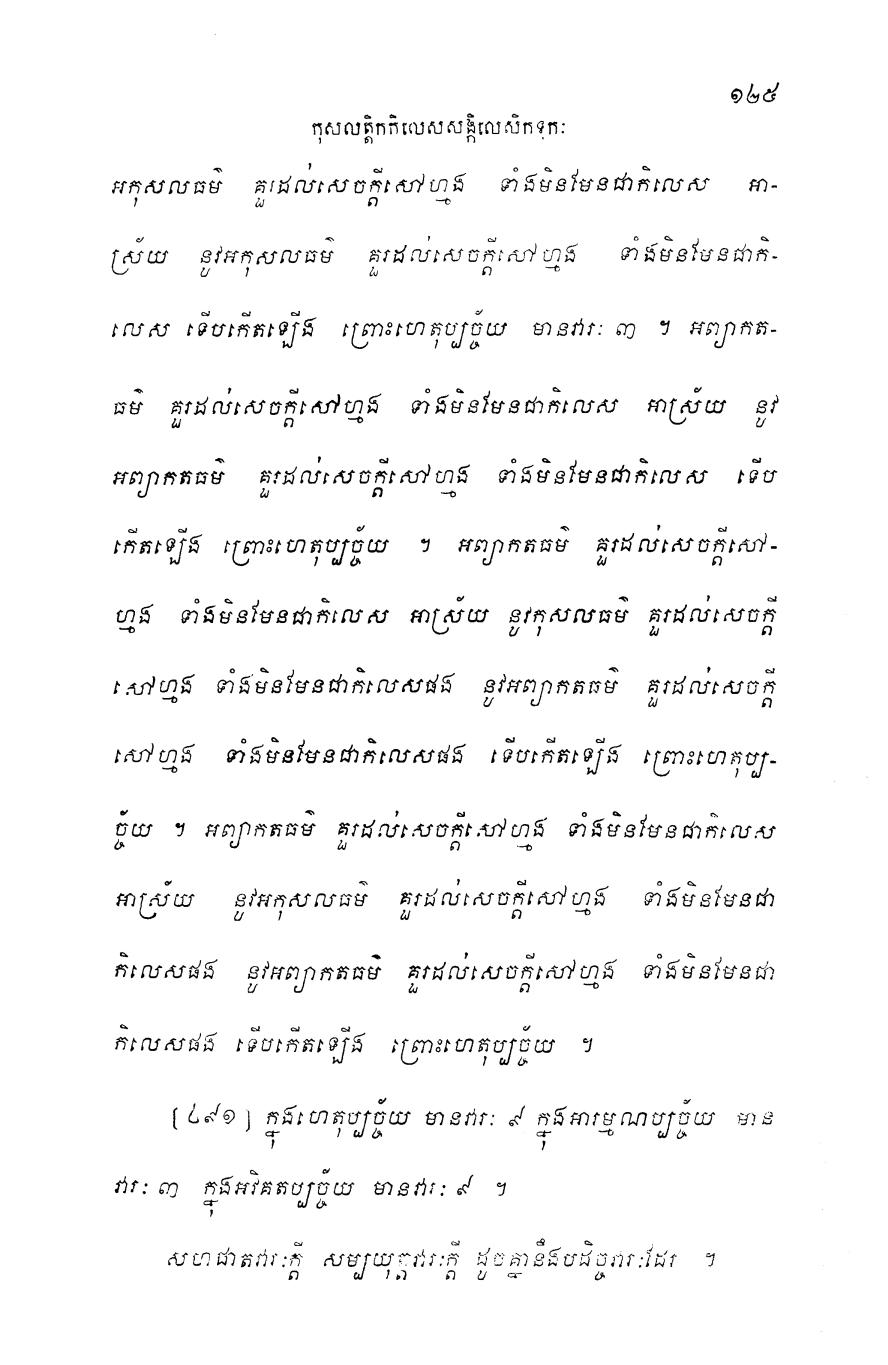 ១២៥
កុសលត្តិកកិលេសសង្កិលេសិកទុកៈ
អកុសលធម៌ គួរដល់សេចក្តីសៅហ្មង ទាំងមិនមែនជាកិលេស អា-
ស្រ័យ នូវអកុសលធម៌ គួរដល់សេចក្តីសៅហ្មង ទាំងមិនមែនជាកិ-
លេស ទើបកើតឡើង ព្រោះហេតុប្បច្ច័យ មានវារៈ ៣ ។ អព្យាកត-
ធម៌ គួរដល់សេចក្តីសៅហ្មង ទាំងមិនមែនជាកិលេស អាស្រ័យ នូវ
អព្យាកតធម៌ គួរដល់សេចក្តីសៅហ្មង ទាំងមិនមែនជាកិលេស ទើប
កើតឡើង ព្រោះហេតុប្បច្ច័យ ។ អព្យាកតធម៌ គួរដល់សេចក្តីសៅ-
ហ្មង ទាំងមិនមែនជាកិលេស អាស្រ័យ នូវកុសលធម៌ គួរដល់សេចក្តី
សៅហ្មង ទាំងមិនមែនជាកិលេសផង នូវអព្យាកតធម៌ គួរដល់សេចក្តី
សៅហ្មង ទាំងមិនមែនជាកិលេសផង ទើបកើតឡើង ព្រោះហេតុប្ប-
ច្ច័យ ។ អព្យាកតធម៌ គួរដល់សេចក្តីសៅហ្មង ទាំងមិនមែនជាកិលេស
អាស្រ័យ នូវអកុសលធម៌ គួរដល់សេចក្តីសៅហ្មង ទាំងមិនមែនជា
កិលេសផង នូវអព្យាកតធម៌ គួរដល់សេចក្តីសៅហ្មង ទាំងមិនមែនជា
កិលេសផង ទើបកើតឡើង ព្រោះហេតុប្បច្ច័យ ។
[៤៩១] ក្នុងហេតុប្បច្ច័យ មានវារៈ ៩ ក្នុងអារម្មណប្បច្ច័យ មាន
វារៈ ៣ ក្នុងអវិគតប្បច្ច័យ មានវារៈ ៩ ។
សហជាតវារៈក្តី សម្បយុត្តវារៈក្តី ដូចគ្នានឹងបដិច្ចវារៈដែរ ។